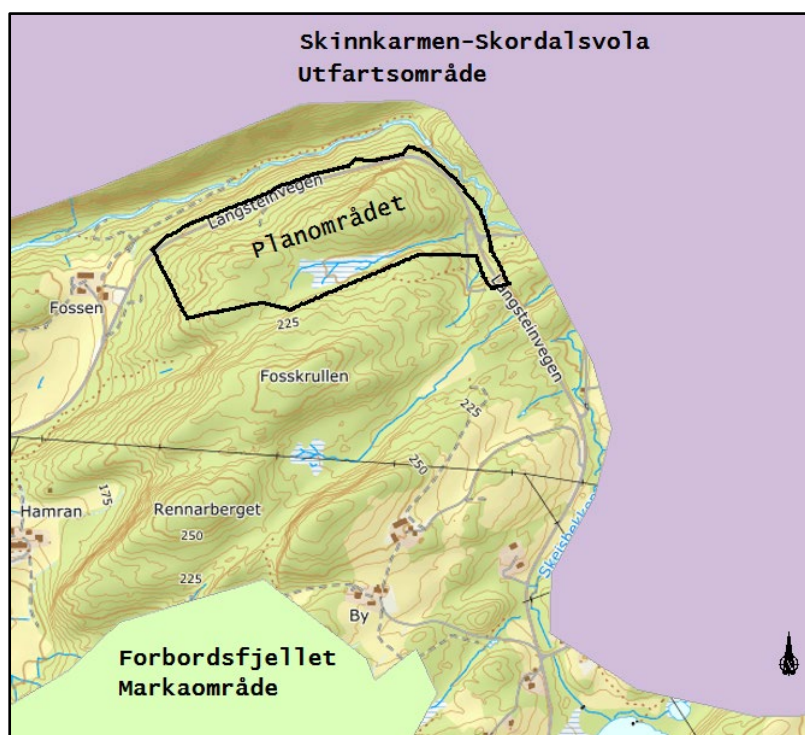 Skinnkarmen-Skordalsvola
Utfartsområde
Langsteinvegen
Planområdet
Fossen
225
Langsteinvegen
Fosskrullen
225
250
175
Hamran
Rennarberget
250
225
Skeisbekken
By
Forbordsfjellet
Markaområde
N